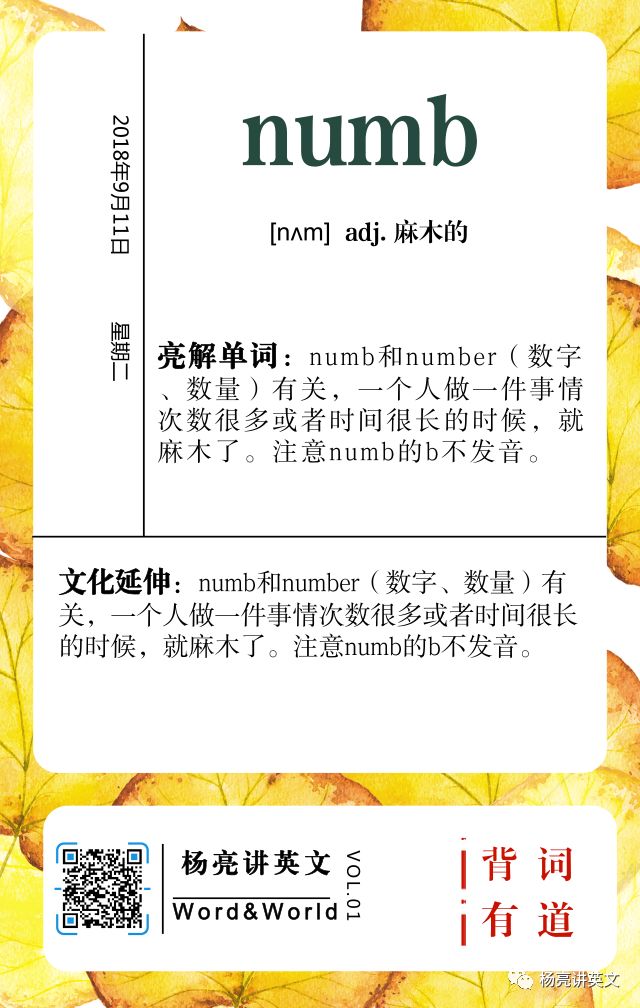 numb
[nʌm] adj. 麻木的
2018年9月11日
星期二
亮解单词：numb和number（数字
、数量）有关，一个人做一件事情
次数很多或者时间很长的时候，就
麻木了。注意numb的b不发音。
文化延伸：numb和number（数字、数量）有
关，一个人做一件事情次数很多或者时间很长
的时候，就麻木了。注意numb的b不发音。
杨亮讲英文
Word&World
VOL.01
背词
有道
杨亮讲英文